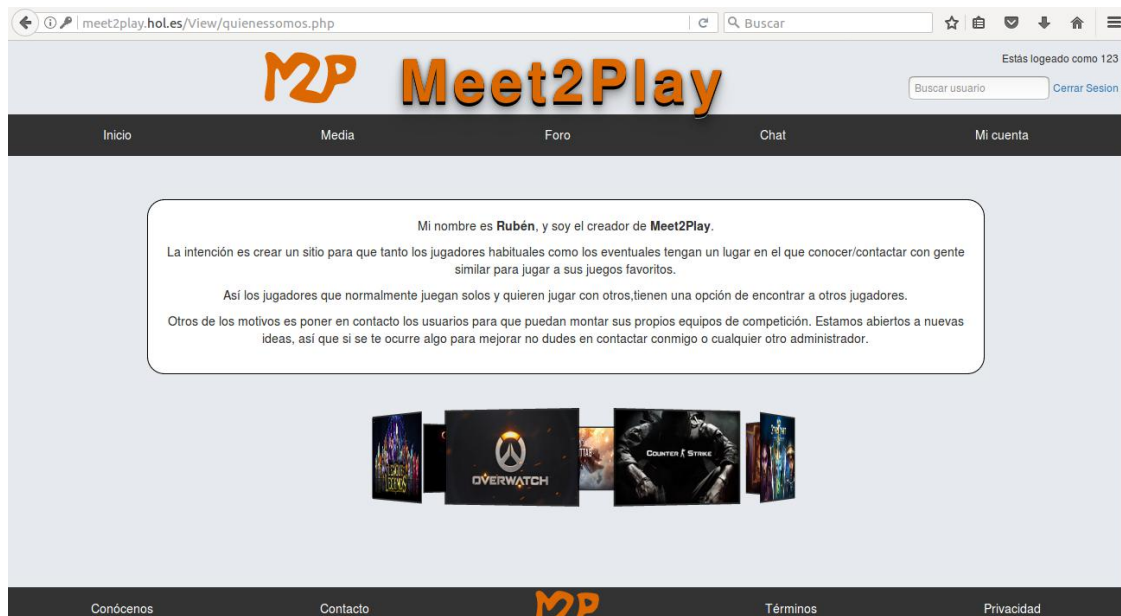 meet2play.hol.es/View/quienessomos.php
Buscar
M2P
Meet2Play
Estás logeado como 123
Buscar usuario
Cerrar Sesion
Inicio
Media
Foro
Chat
Mi cuenta
Mi nombre es Rubén, y soy el creador de Meet2Play.
La intención es crear un sitio para que tanto los jugadores habituales como los eventuales tengan un lugar en el que conocer/contactar con gente
similar para jugar a sus juegos favoritos.
Así los jugadores que normalmente juegan solos y quieren jugar con otros,tienen una opción de encontrar a otros jugadores.
Otros de los motivos es poner en contacto los usuarios para que puedan montar sus propios equipos de competición. Estamos abiertos a nuevas
ideas, así que si se te ocurre algo para mejorar no dudes en contactar conmigo o cualquier otro administrador.
OVERWATCH
COUNTER STRIKE
Conócenos
Contacto
M2P
Términos
Privacidad